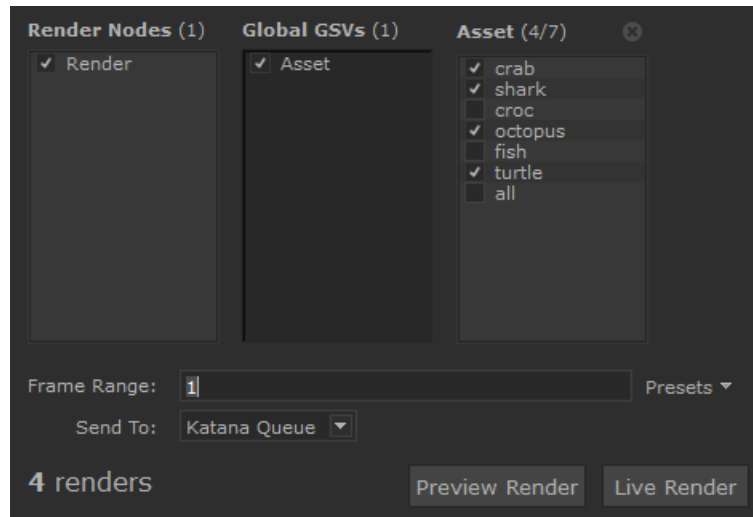 Render Nodes (1)
Render
Global GSVs (1)
Asset
Asset (4/7)
crab
shark
croc
octopus
fish
turtle
all
Frame Range: 1 Presets
Send To: Katana Queue
4 renders Preview Render Live Render